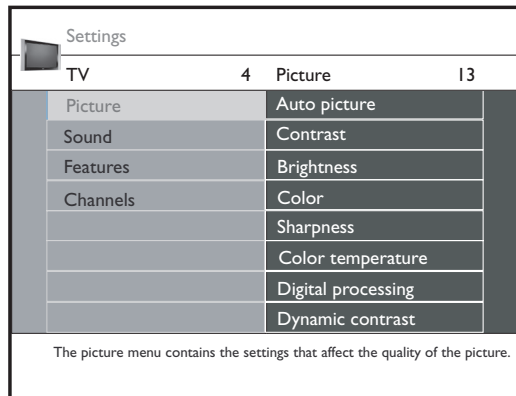 Settings
TV 4 Picture 13
Picture Auto picture
Sound Contrast
Features Brightness
Channels Color
Sharpness
Color temperature
Digital processing
Dynamic contrast
The picture menu contains the settings that affect the quality of the picture.